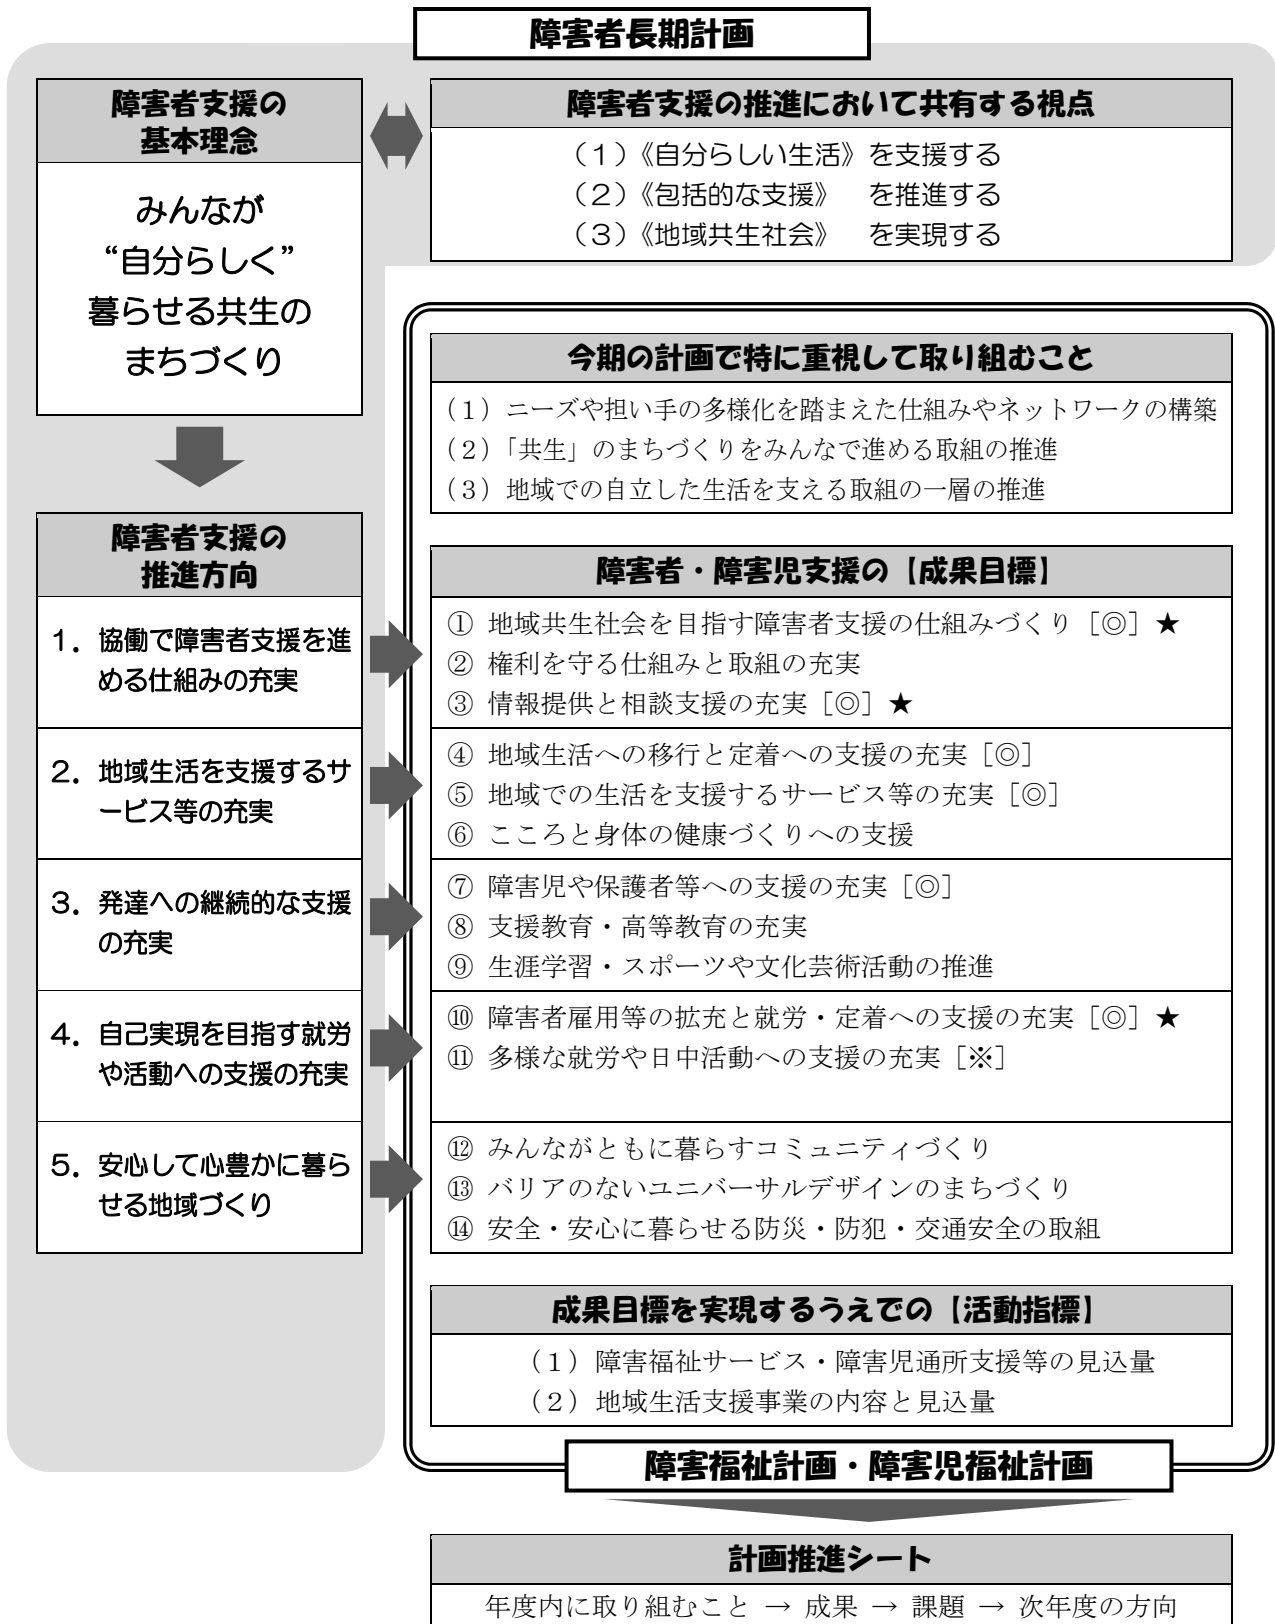 障害者長期計画
障害者支援の
基本理念
みんなが
“自分らしく”
暮らせる共生の
まちづくり
障害者支援の推進において共有する視点
（１）《自分らしい生活》を支援する
（２）《包括的な支援》　を推進する
（３）《地域共生社会》　を実現する
今期の計画で特に重視して取り組むこと
（１）ニーズや担い手の多様化を踏まえた仕組みやネットワークの構築
（２）「共生」のまちづくりをみんなで進める取組の推進
（３）地域での自立した生活を支える取組の一層の推進
障害者支援の
推進方向
１．協働で障害者支援を進
める仕組みの充実
２．地域生活を支援するサ
ービス等の充実
３．発達への継続的な支援
の充実
４．自己実現を目指す就労
や活動への支援の充実
５．安心して心豊かに暮ら
せる地域づくり
障害者・障害児支援の【成果目標】
① 地域共生社会を目指す障害者支援の仕組みづくり［◎］★
② 権利を守る仕組みと取組の充実
③ 情報提供と相談支援の充実［◎］★
④ 地域生活への移行と定着への支援の充実［◎］
⑤ 地域での生活を支援するサービス等の充実［◎］
⑥ こころと身体の健康づくりへの支援
⑦ 障害児や保護者等への支援の充実［◎］
⑧ 支援教育・高等教育の充実
⑨ 生涯学習・スポーツや文化芸術活動の推進
⑩ 障害者雇用等の拡充と就労・定着への支援の充実［◎］★
⑪ 多様な就労や日中活動への支援の充実［※］
⑫ みんながともに暮らすコミュニティづくり
⑬ バリアのないユニバーサルデザインのまちづくり
⑭ 安全・安心に暮らせる防災・防犯・交通安全の取組
成果目標を実現するうえでの【活動指標】
（１）障害福祉サービス・障害児通所支援等の見込量
（２）地域生活支援事業の内容と見込量
障害福祉計画・障害児福祉計画
計画推進シート
年度内に取り組むこと → 成果 → 課題 → 次年度の方向